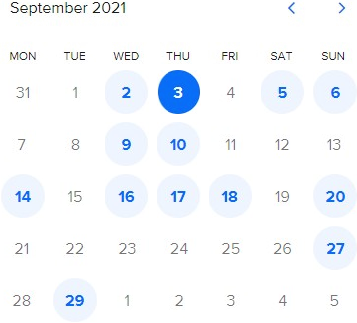 September 2021
MON TUE WED THU FRI SAT SUN
31 1 2 3 4 5 6
7 8 9 10 11 12 13
14 15 16 17 18 19 20
21 22 23 24 25 26 27
28 29 1 2 3 4 5